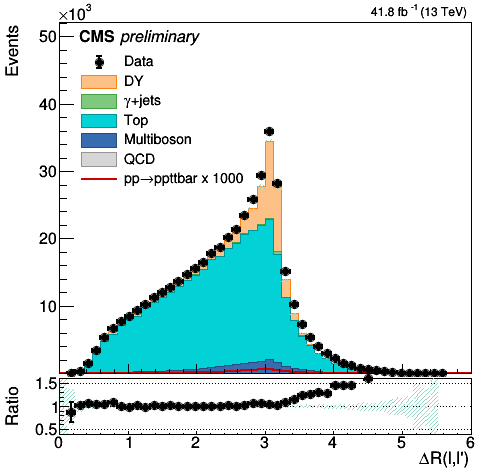 ×10³
41.8 fb⁻¹ (13 TeV)
Events
50
40
30
20
10
0
CMS preliminary
Data
DY
γ+jets
Top
Multiboson
QCD
pp→ppttbar x 1000
Ratio
1.5
1
0.5
0 1 2 3 4 5 6
ΔR(l,l')